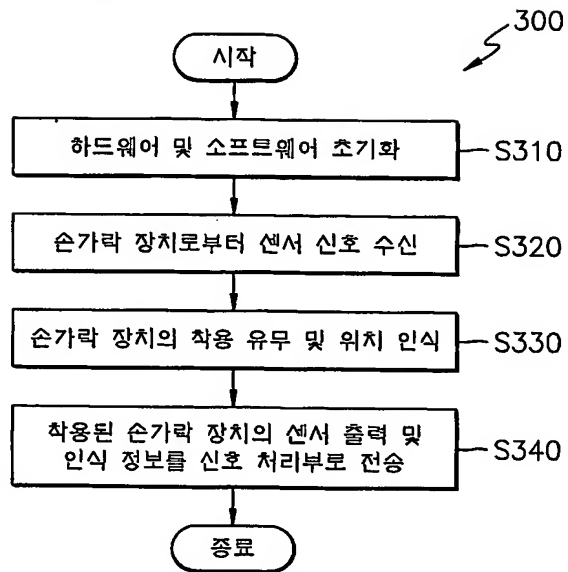 300
시작
하드웨어 및 소프트웨어 초기화
S310
손가락 장치로부터 센서 신호 수신
S320
손가락 장치의 착용 유무 및 위치 인식
S330
착용된 손가락 장치의 센서 출력 및
인식 정보를 신호 처리부로 전송
S340
종료